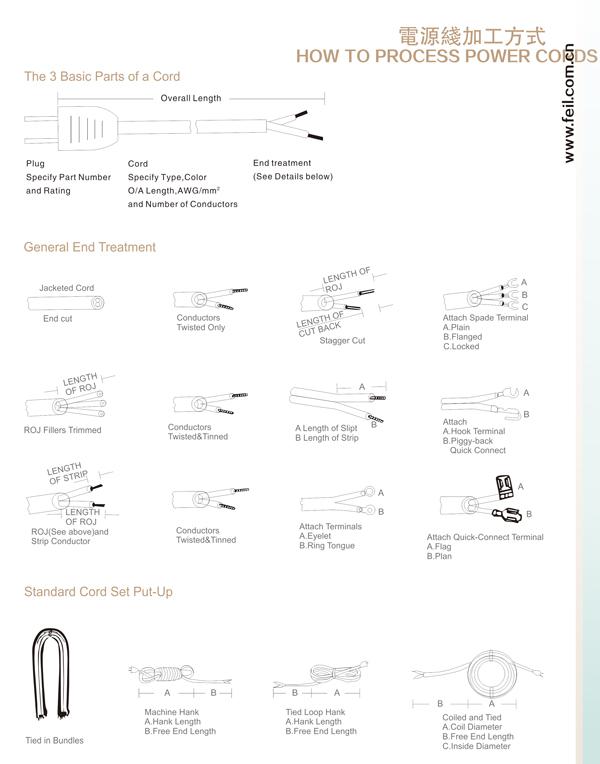 電源綫加工方式
HOW TO PROCESS POWER CORDS
www.feil.com.cn
The 3 Basic Parts of a Cord
Overall Length
Plug
Specify Part Number
and Rating
Cord
Specify Type,Color
O/A Length,AWG/mm²
and Number of Conductors
End treatment
(See Details below)
General End Treatment
Jacketed Cord
End cut
Conductors
Twisted Only
LENGTH OF
ROJ
LENGTH OF
CUT BACK
Stagger Cut
A
B
C
Attach Spade Terminal
A.Plain
B.Flanged
C.Locked
LENGTH
OF ROJ
ROJ Fillers Trimmed
Conductors
Twisted&Tinned
A
B
A Length of Slipt
B Length of Strip
A
B
Attach
A.Hook Terminal
B.Piggy-back
Quick Connect
LENGTH
OF STRIP
LENGTH
OF ROJ
ROJ(See above)and
Strip Conductor
Conductors
Twisted&Tinned
A
B
Attach Terminals
A.Eyelet
B.Ring Tongue
A
B
Attach Quick-Connect Terminal
A.Flag
B.Plan
Standard Cord Set Put-Up
Tied in Bundles
A B
Machine Hank
A.Hank Length
B.Free End Length
B A
Tied Loop Hank
A.Hank Length
B.Free End Length
B A
Coiled and Tied
A.Coil Diameter
B.Free End Length
C.Inside Diameter